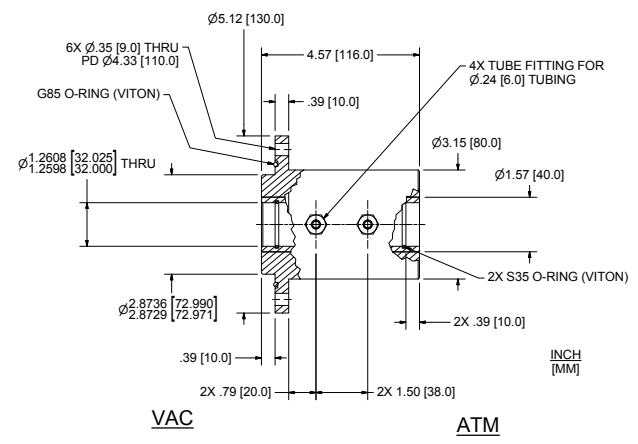 Ø5.12 [130.0]
6X Ø.35 [9.0] THRU
PD Ø4.33 [110.0]
4.57 [116.0]
4X TUBE FITTING FOR
Ø.24 [6.0] TUBING
G85 O-RING (VITON)
.39 [10.0]
Ø3.15 [80.0]
Ø1.2608 [32.025]
1.2598 [32.000] THRU
Ø1.57 [40.0]
2X S35 O-RING (VITON)
Ø2.8736 [72.990]
2.8729 [72.971]
2X .39 [10.0]
.39 [10.0]
INCH
[MM]
2X .79 [20.0]
2X 1.50 [38.0]
VAC
ATM